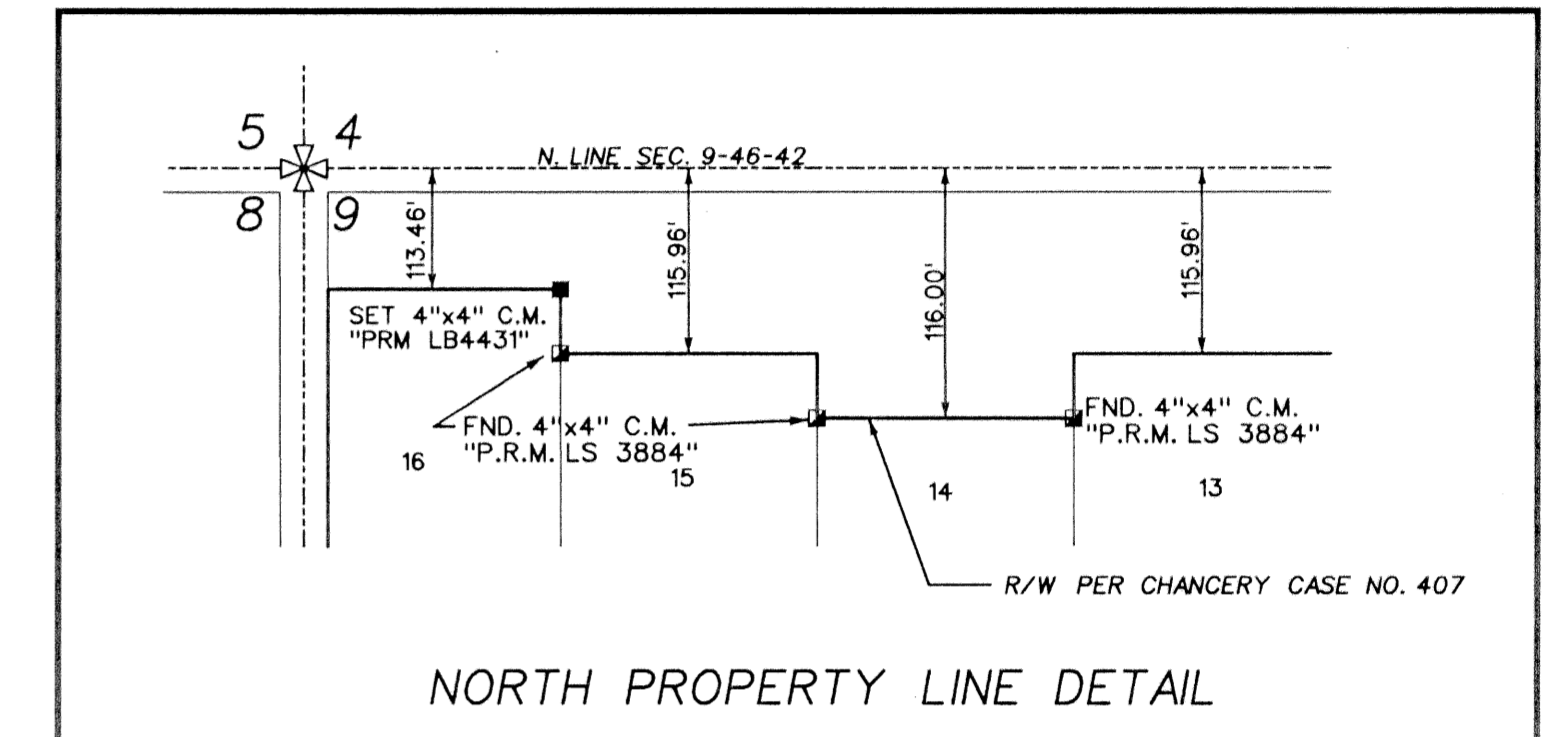 5 4
N. LINE SEC. 9-46-42
8 9
113.46'
115.96'
116.00'
115.96'
SET 4"x4" C.M.
"PRM LB4431"
FND. 4"x4" C.M.
"P.R.M. LS 3884"
FND. 4"x4" C.M.
"P.R.M. LS 3884"
16
15
14
13
R/W PER CHANCERY CASE NO. 407
NORTH PROPERTY LINE DETAIL